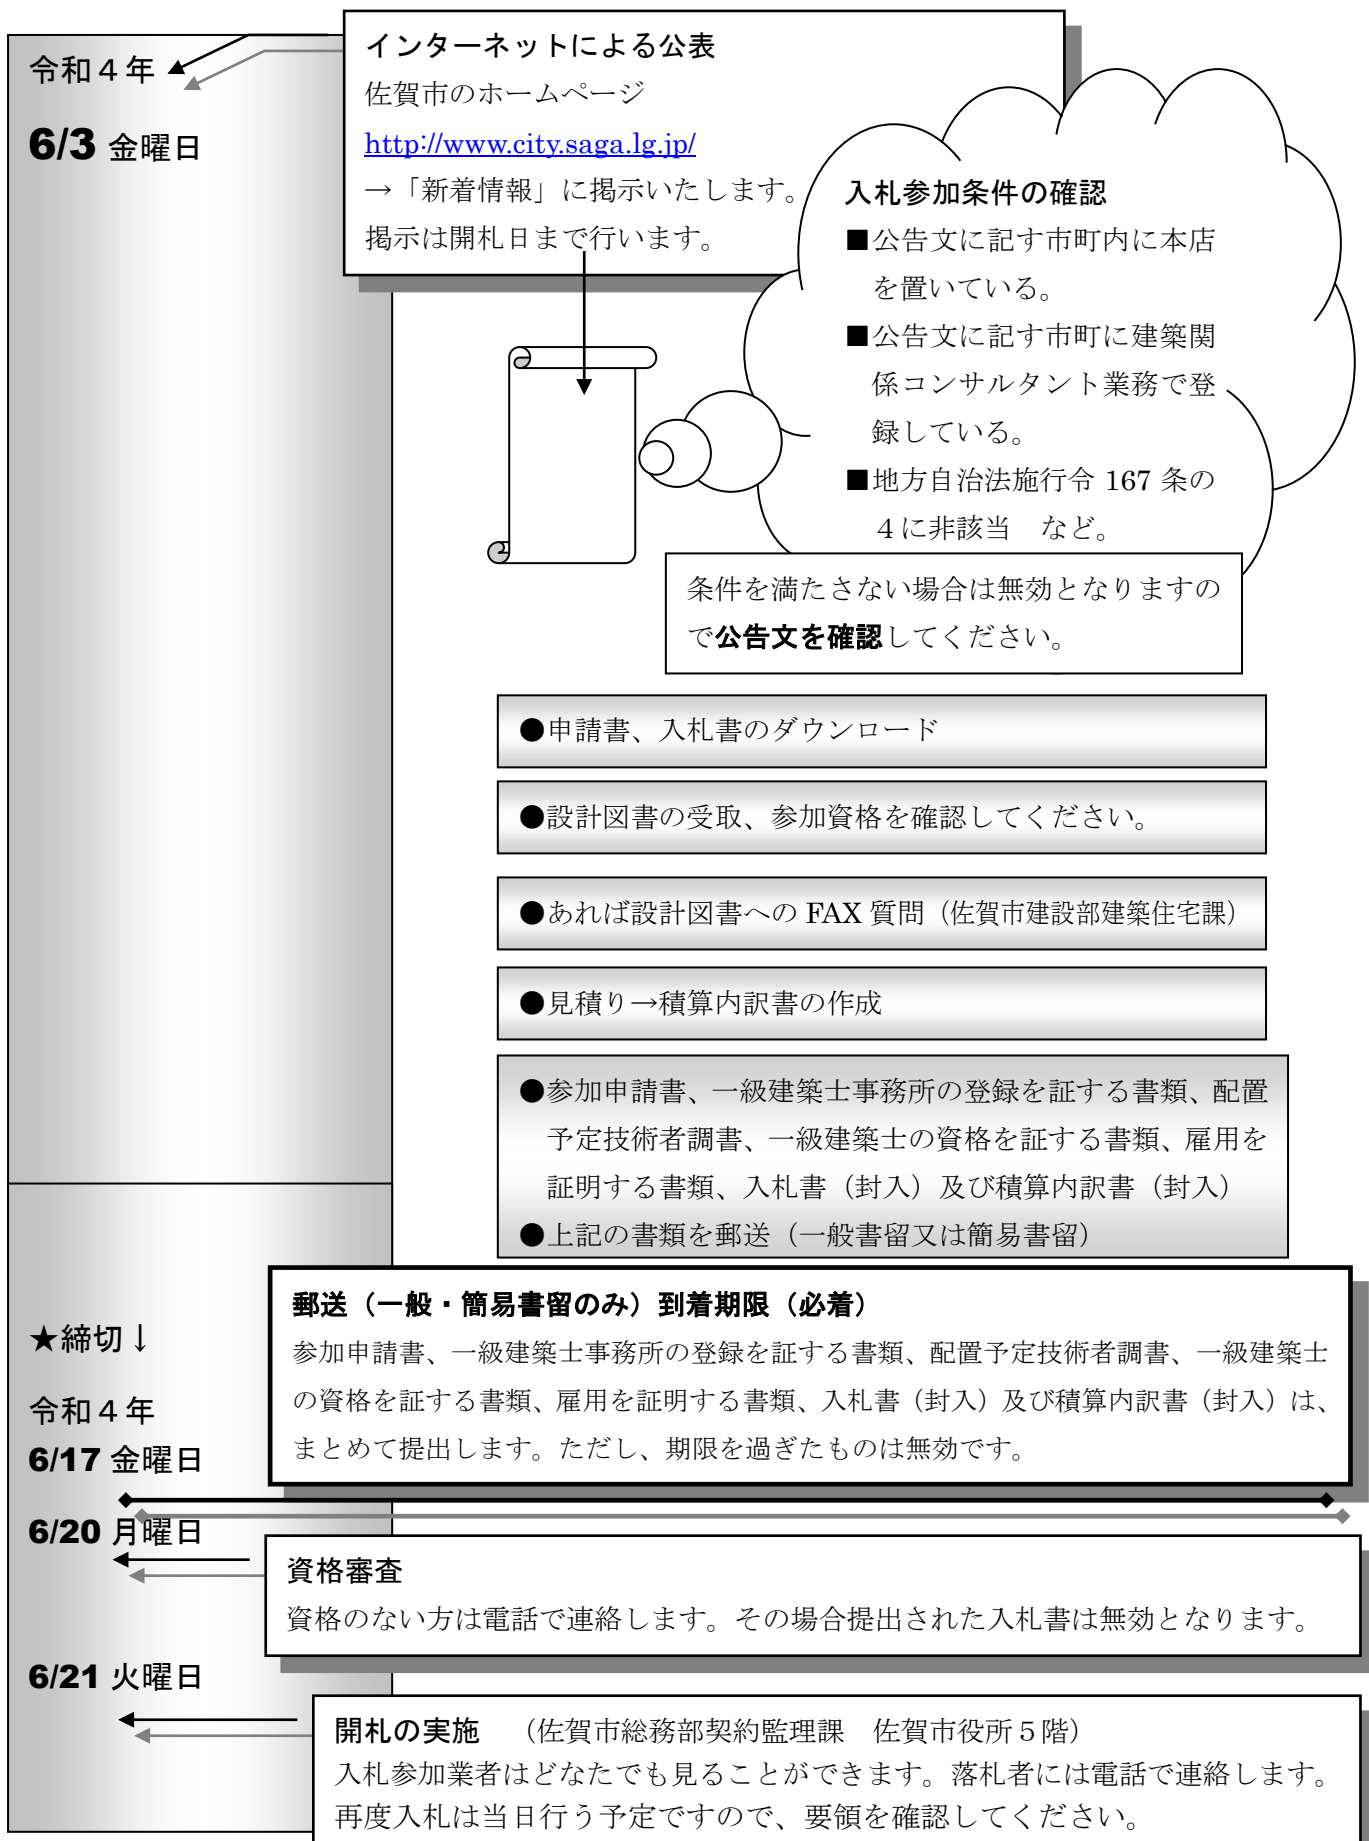 令和４年
6/3 金曜日
インターネットによる公表
佐賀市のホームページ
http://www.city.saga.lg.jp/
→「新着情報」に掲示いたします。
掲示は開札日まで行います。
入札参加条件の確認
■公告文に記す市町内に本店
を置いている。
■公告文に記す市町に建築関
係コンサルタント業務で登
録している。
■地方自治法施行令 167 条の
４に非該当　など。
条件を満たさない場合は無効となりますの
で公告文を確認してください。
●申請書、入札書のダウンロード
●設計図書の受取、参加資格を確認してください。
●あれば設計図書への FAX 質問（佐賀市建設部建築住宅課）
●見積り→積算内訳書の作成
●参加申請書、一級建築士事務所の登録を証する書類、配置
予定技術者調書、一級建築士の資格を証する書類、雇用を
証明する書類、入札書（封入）及び積算内訳書（封入）
●上記の書類を郵送（一般書留又は簡易書留）
★締切↓
令和４年
6/17 金曜日
郵送（一般・簡易書留のみ）到着期限（必着）
参加申請書、一級建築士事務所の登録を証する書類、配置予定技術者調書、一級建築士
の資格を証する書類、雇用を証明する書類、入札書（封入）及び積算内訳書（封入）は、
まとめて提出します。ただし、期限を過ぎたものは無効です。
6/20 月曜日
資格審査
資格のない方は電話で連絡します。その場合提出された入札書は無効となります。
6/21 火曜日
開札の実施　（佐賀市総務部契約監理課　佐賀市役所５階）
入札参加業者はどなたでも見ることができます。落札者には電話で連絡します。
再度入札は当日行う予定ですので、要領を確認してください。